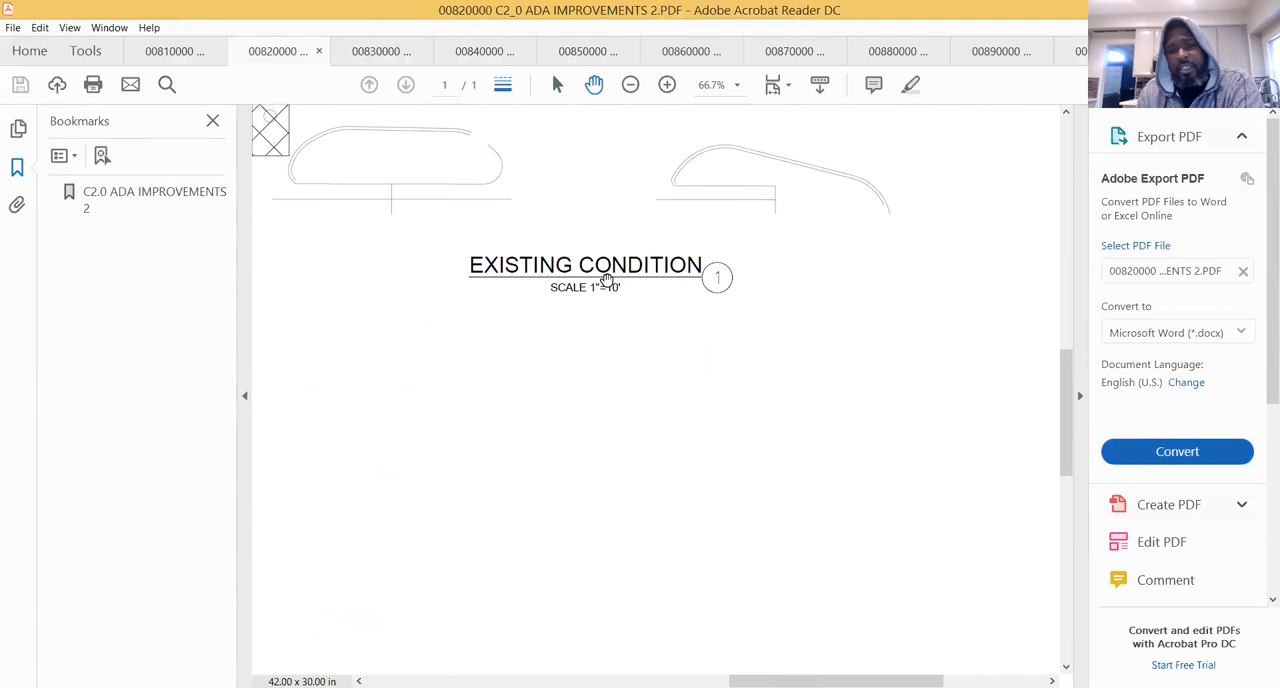 00820000 C2_0 ADA IMPROVEMENTS 2.PDF - Adobe Acrobat Reader DC
File Edit View Window Help
Home Tools 00810000 ... 00820000 ... × 00830000 ... 00840000 ... 00850000 ... 00860000 ... 00870000 ... 00880000 ... 00890000 ... 00
1 / 1 66.7%
Bookmarks
C2.0 ADA IMPROVEMENTS
2
EXISTING CONDITION 1
SCALE 1"=10'
42.00 x 30.00 in
Export PDF
Adobe Export PDF
Convert PDF Files to Word
or Excel Online
Select PDF File
00820000 ...ENTS 2.PDF
Convert to
Microsoft Word (*.docx)
Document Language:
English (U.S.) Change
Convert
Create PDF
Edit PDF
Comment
Convert and edit PDFs
with Acrobat Pro DC
Start Free Trial